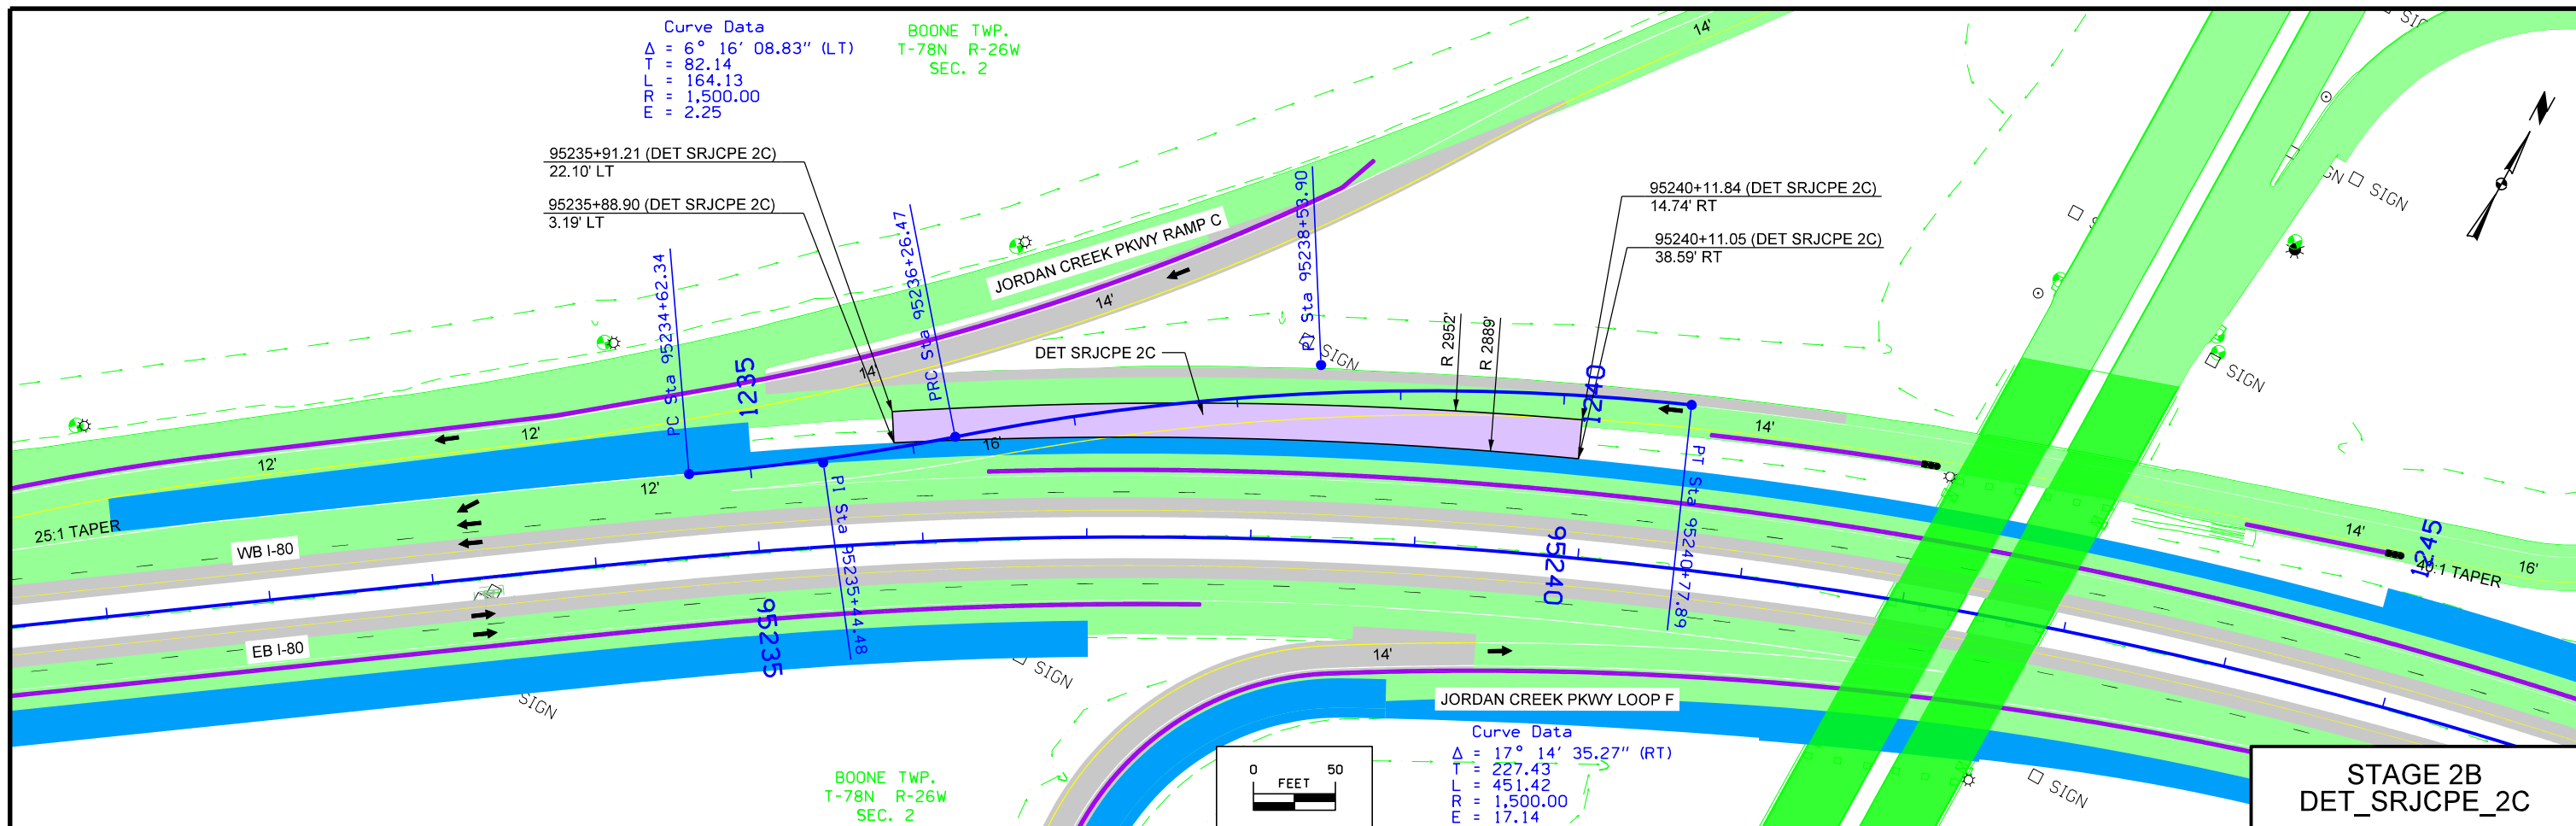 Curve Data
Δ = 6° 16' 08.83" (LT)
T = 82.14
L = 164.13
R = 1,500.00
E = 2.25
BOONE TWP.
T-78N R-26W
SEC. 2
14'
SIGN
95235+91.21 (DET SRJCPE 2C)
22.10' LT
95235+88.90 (DET SRJCPE 2C)
3.19' LT
95240+11.84 (DET SRJCPE 2C)
14.74' RT
95240+11.05 (DET SRJCPE 2C)
38.59' RT
SIGN
PC Sta 95234+62.34
PRC Sta 95236+26.47
PI Sta 95238+53.90
JORDAN CREEK PKWY RAMP C
14'
14'
DET SRJCPE 2C
SIGN
R 2952'
R 2889'
SIGN
1235
1240
12'
12'
12'
16'
14'
PI Sta 95235+44.48
PT Sta 95240+77.89
25:1 TAPER
WB I-80
EB I-80
95235
95240
14'
1245
40:1 TAPER
16'
SIGN
SIGN
14'
JORDAN CREEK PKWY LOOP F
Curve Data
Δ = 17° 14' 35.27" (RT)
T = 227.43
L = 451.42
R = 1,500.00
E = 17.14
BOONE TWP.
T-78N R-26W
SEC. 2
0 50
FEET
SIGN
STAGE 2B
DET_SRJCPE_2C